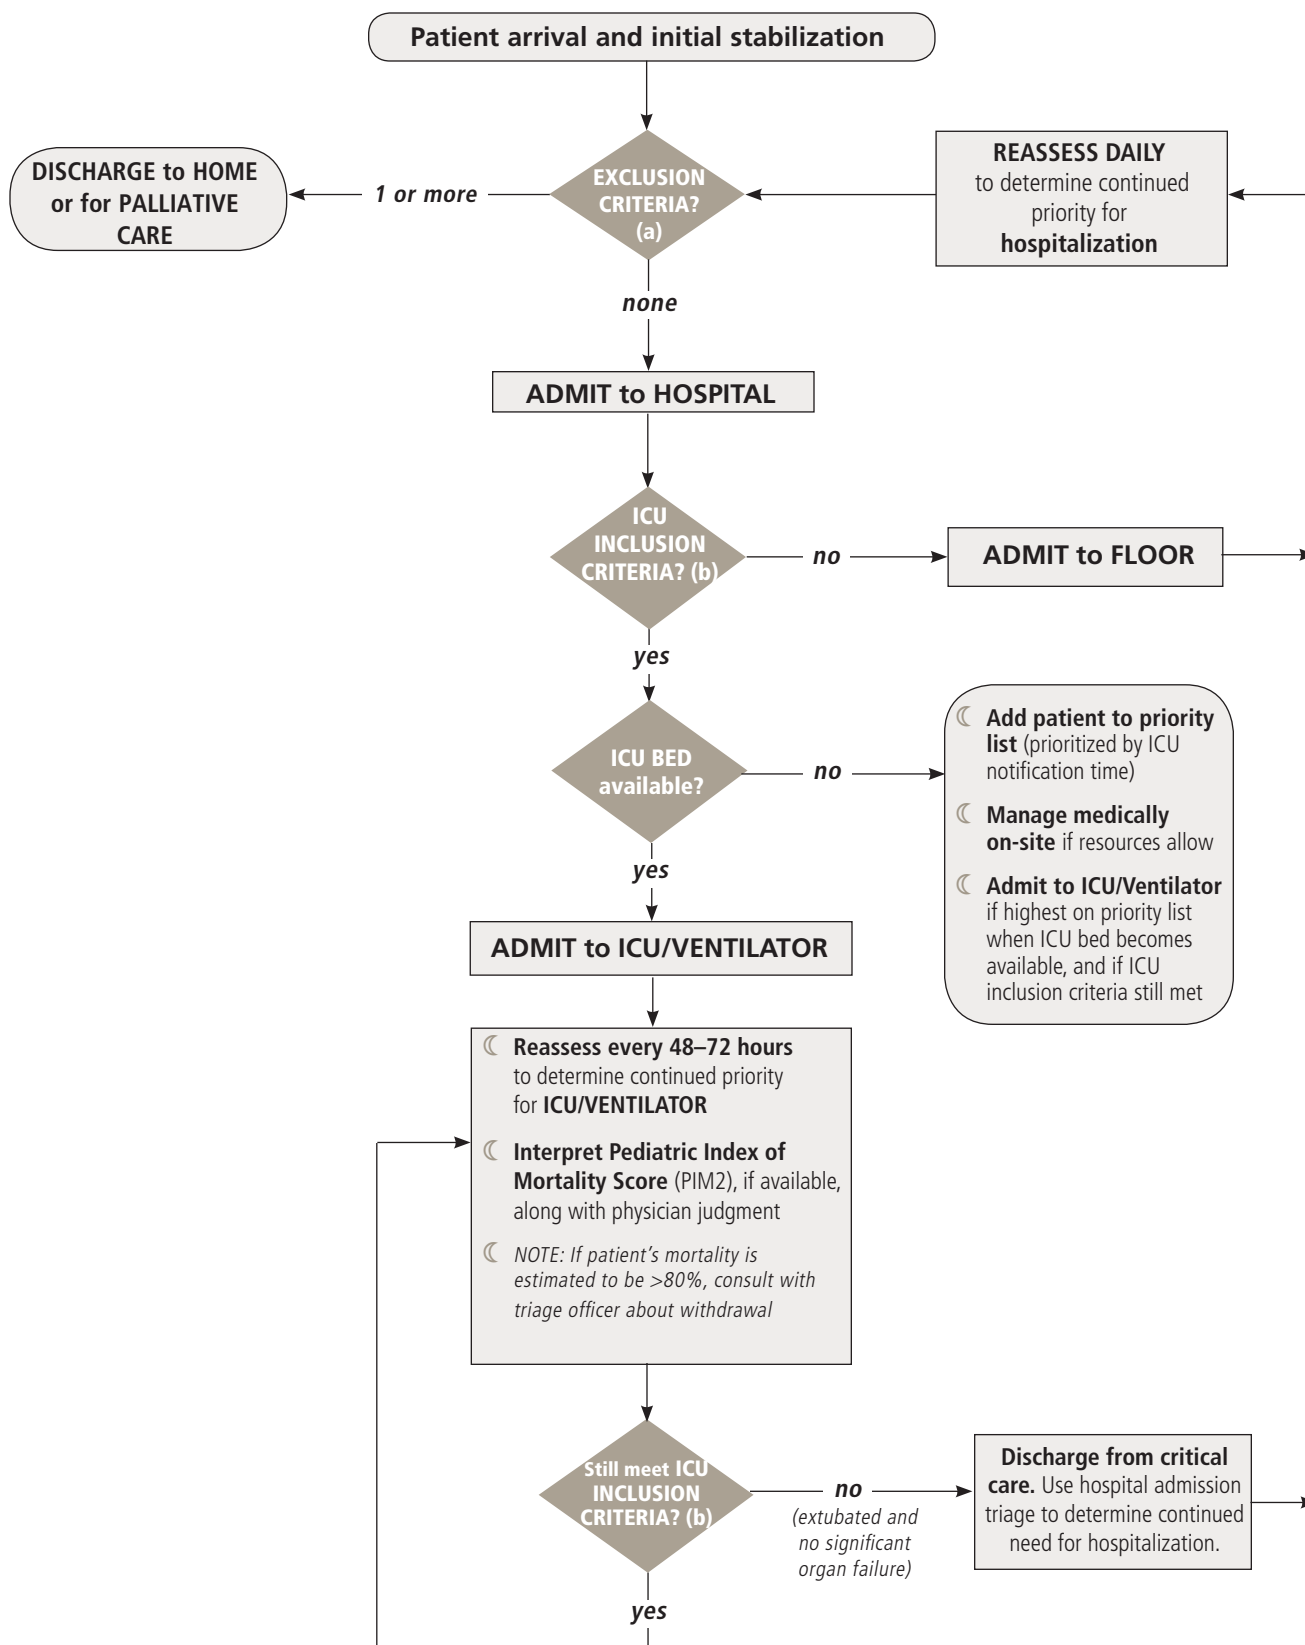 Patient arrival and initial stabilization
EXCLUSION
CRITERIA?
(a)
1 or more
DISCHARGE to HOME
or for PALLIATIVE
CARE
REASSESS DAILY
to determine continued
priority for
hospitalization
none
ADMIT to HOSPITAL
ICU
INCLUSION
CRITERIA? (b)
no
ADMIT to FLOOR
yes
ICU BED
available?
no
Add patient to priority
list (prioritized by ICU
notification time)
Manage medically
on-site if resources allow
Admit to ICU/Ventilator
if highest on priority list
when ICU bed becomes
available, and if ICU
inclusion criteria still met
yes
ADMIT to ICU/VENTILATOR
Reassess every 48–72 hours
to determine continued priority
for ICU/VENTILATOR
Interpret Pediatric Index of
Mortality Score (PIM2), if available,
along with physician judgment
NOTE: If patient's mortality is
estimated to be >80%, consult with
triage officer about withdrawal
Still meet ICU
INCLUSION
CRITERIA? (b)
no
(extubated and
no significant
organ failure)
Discharge from critical
care. Use hospital admission
triage to determine continued
need for hospitalization.
yes